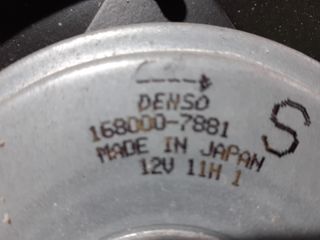 DENSO
168000-7881
MADE IN JAPAN
12V 11H 1
S